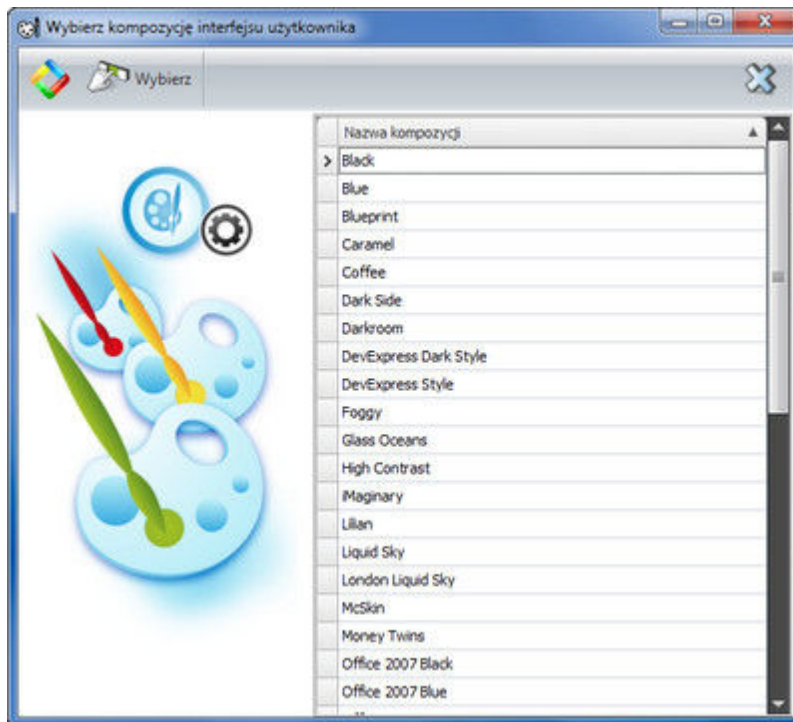 Wybierz kompozycję interfejsu użytkownika
Wybierz
Nazwa kompozycji
Black
Blue
Blueprint
Caramel
Coffee
Dark Side
Darkroom
DevExpress Dark Style
DevExpress Style
Foggy
Glass Oceans
High Contrast
iMaginary
Lilian
Liquid Sky
London Liquid Sky
McSkin
Money Twins
Office 2007 Black
Office 2007 Blue